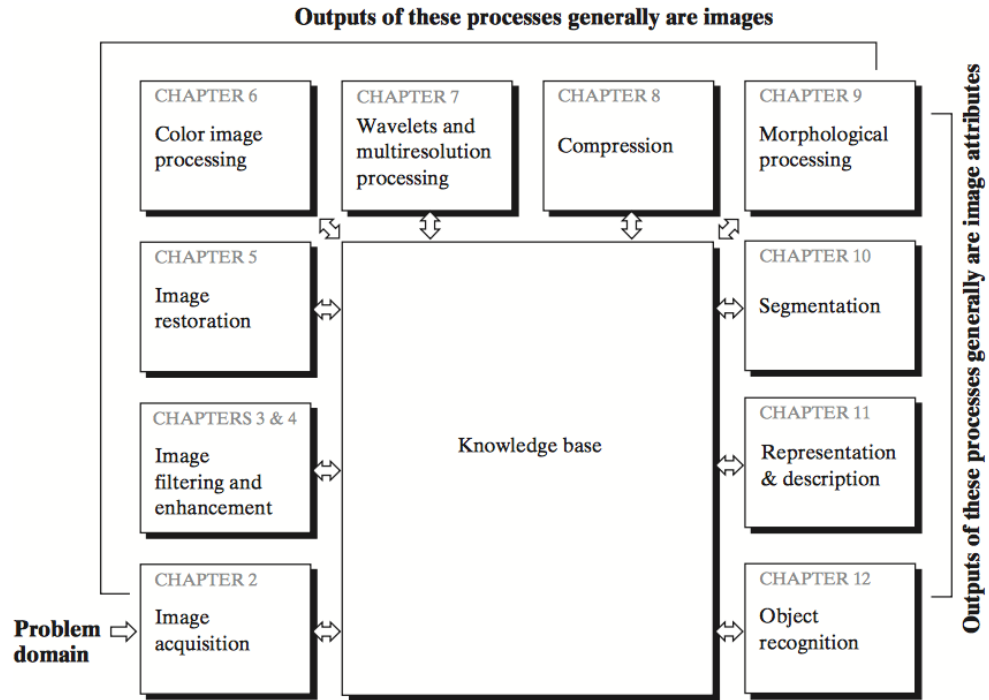 Outputs of these processes generally are images
CHAPTER 6
Color image
processing
CHAPTER 7
Wavelets and
multiresolution
processing
CHAPTER 8
Compression
CHAPTER 9
Morphological
processing
Outputs of these processes generally are image attributes
CHAPTER 5
Image
restoration
CHAPTER 10
Segmentation
CHAPTERS 3 & 4
Image
filtering and
enhancement
Knowledge base
CHAPTER 11
Representation
& description
Problem
domain
CHAPTER 2
Image
acquisition
CHAPTER 12
Object
recognition